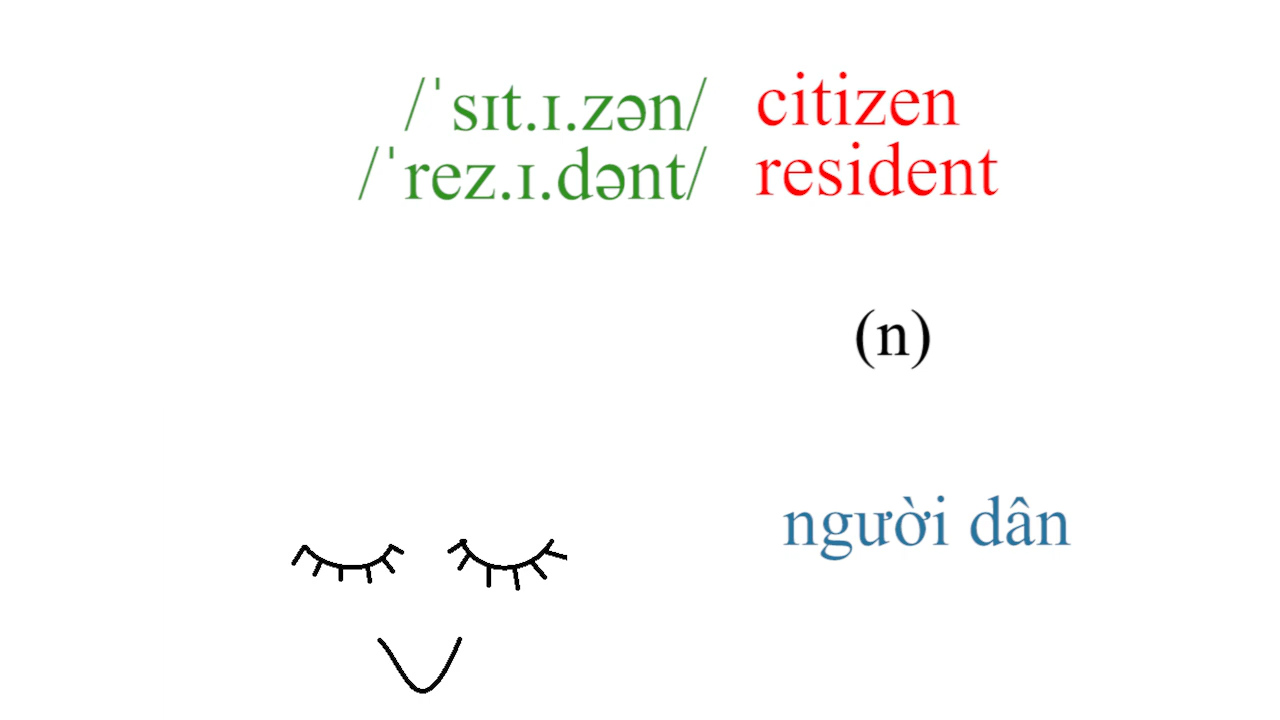 /ˈsɪt.ɪ.zən/ citizen
/ˈrez.ɪ.dənt/ resident
(n)
người dân